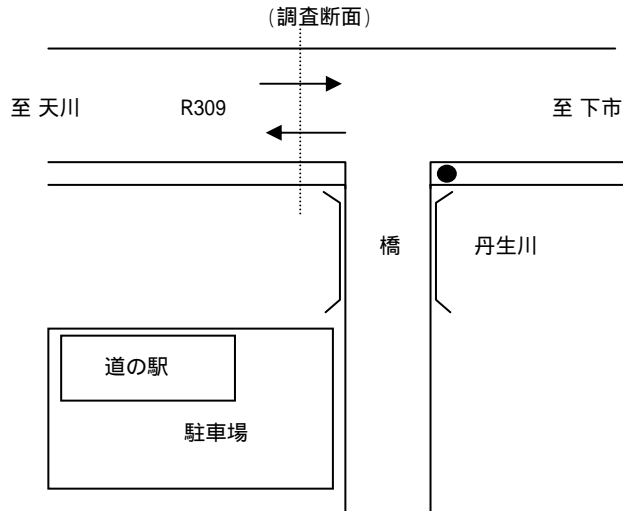 (調査断面)
至 天川
R309
至 下市
橋
丹生川
道の駅
駐車場